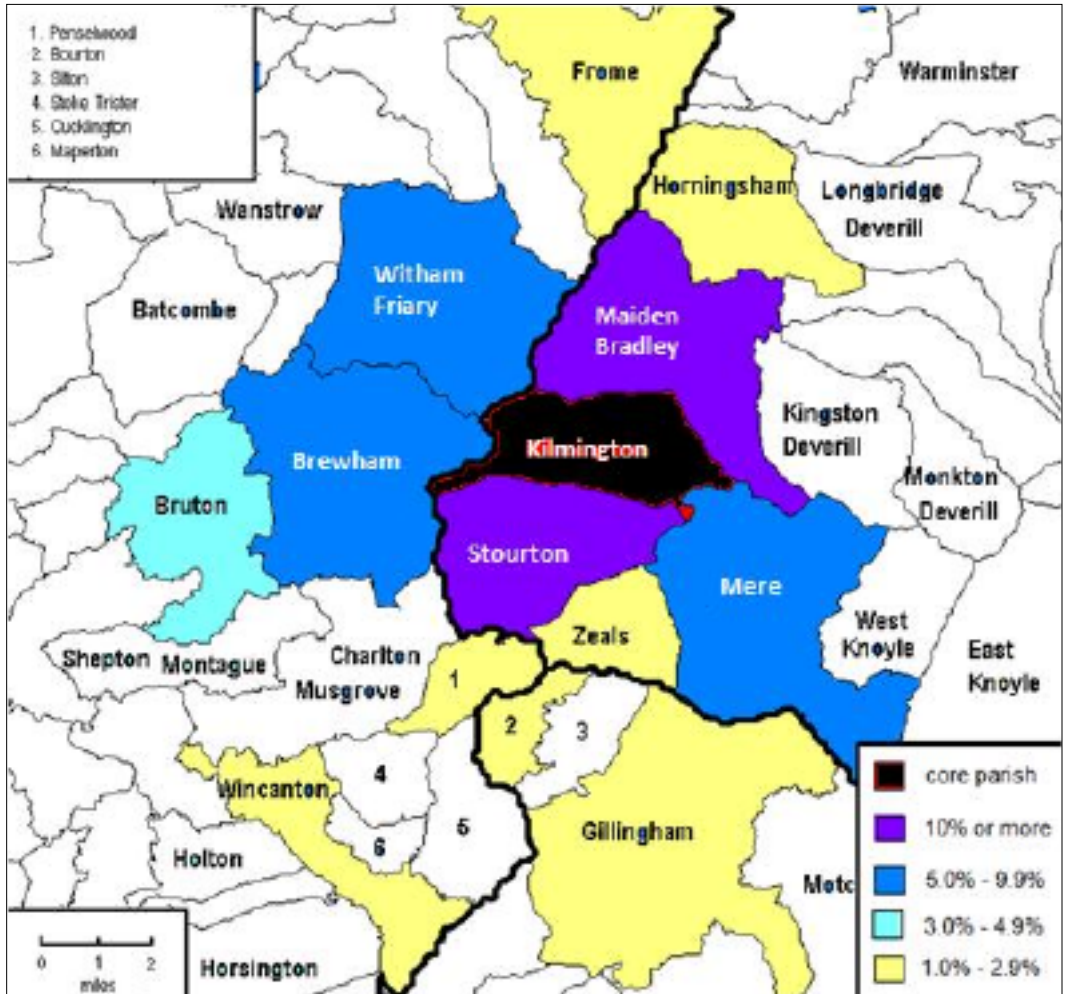 1. Penselwood
2. Bourton
3. Silton
4. Stoke Trister
5. Cucklington
6. Maperton
Frome
Warminster
Horningsham
Longbridge
Deverill
Wanstrow
Witham
Friary
Batcombe
Maiden
Bradley
Kingston
Deverill
Kilmington
Brewham
Monkton
Deverill
Bruton
Stourton
Mere
West
Knoyle
East
Knoyle
Zeals
Shepton Montague
Charlton
Musgrove
1
2
3
4
5
6
Wincanton
Gillingham
Holton
Motc
Horsington
core parish
10% or more
5.0% - 9.9%
3.0% - 4.9%
1.0% - 2.9%
0 1 2
miles